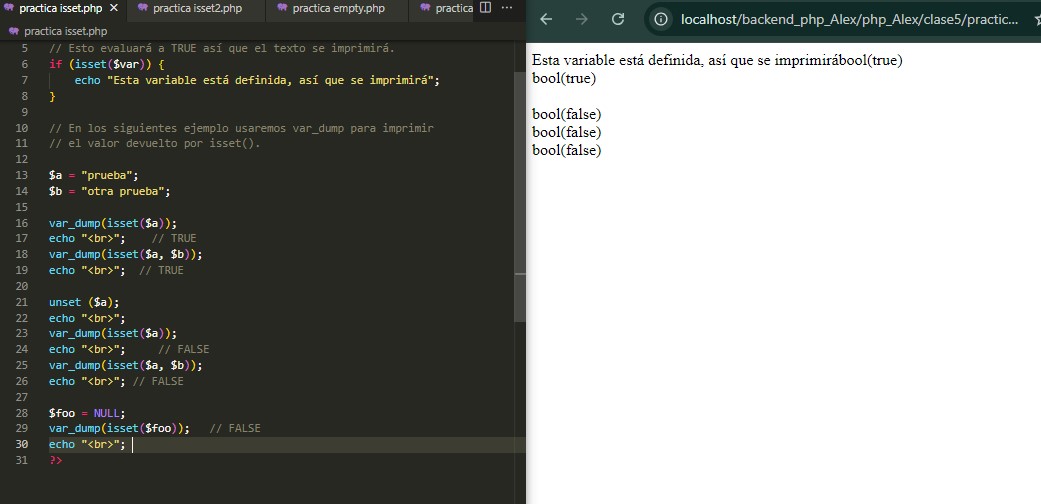 practica isset.php
practica isset2.php
practica empty.php
practica
localhost/backend_php_Alex/php_Alex/clase5/practic...
practica isset.php
5 // Esto evaluará a TRUE así que el texto se imprimirá.
6 if (isset($var)) {
7 echo "Esta variable está definida, así que se imprimirá";
8 }
9
10 // En los siguientes ejemplo usaremos var_dump para imprimir
11 // el valor devuelto por isset().
12
13 $a = "prueba";
14 $b = "otra prueba";
15
16 var_dump(isset($a));
17 echo "<br>"; // TRUE
18 var_dump(isset($a, $b));
19 echo "<br>"; // TRUE
20
21 unset ($a);
22 echo "<br>";
23 var_dump(isset($a));
24 echo "<br>"; // FALSE
25 var_dump(isset($a, $b));
26 echo "<br>"; // FALSE
27
28 $foo = NULL;
29 var_dump(isset($foo)); // FALSE
30 echo "<br>";
31 ?>
Esta variable está definida, así que se imprimirábool(true)
bool(true)
bool(false)
bool(false)
bool(false)